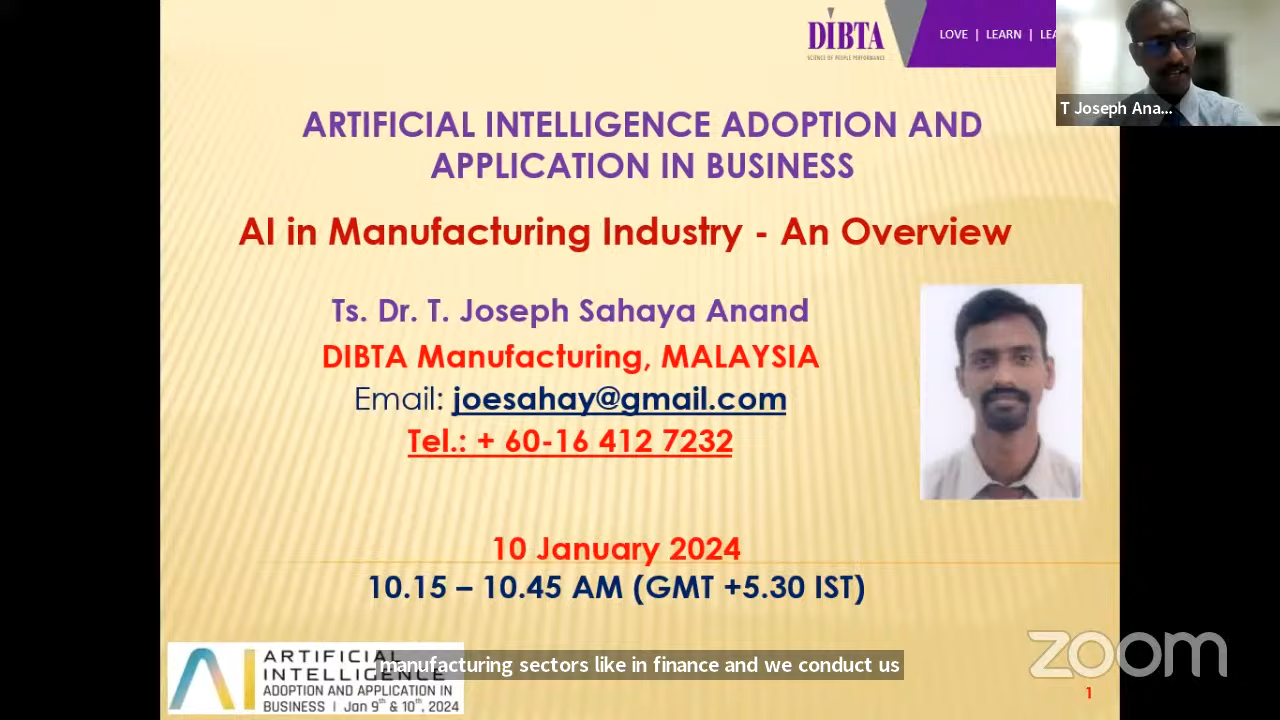 DIBTA
SCIENCE OF PEOPLE PERFORMANCE
LOVE | LEARN |
T Joseph Ana...
ARTIFICIAL INTELLIGENCE ADOPTION AND
APPLICATION IN BUSINESS
AI in Manufacturing Industry - An Overview
Ts. Dr. T. Joseph Sahaya Anand
DIBTA Manufacturing, MALAYSIA
Email: joesahay@gmail.com
Tel.: + 60-16 412 7232
10 January 2024
10.15 – 10.45 AM (GMT +5.30 IST)
AI
ARTIFICIAL
INTELLIGENCE
ADOPTION AND APPLICATION IN
BUSINESS | Jan 9th & 10th, 2024
manufacturing sectors like in finance and we conduct us
zoom
1